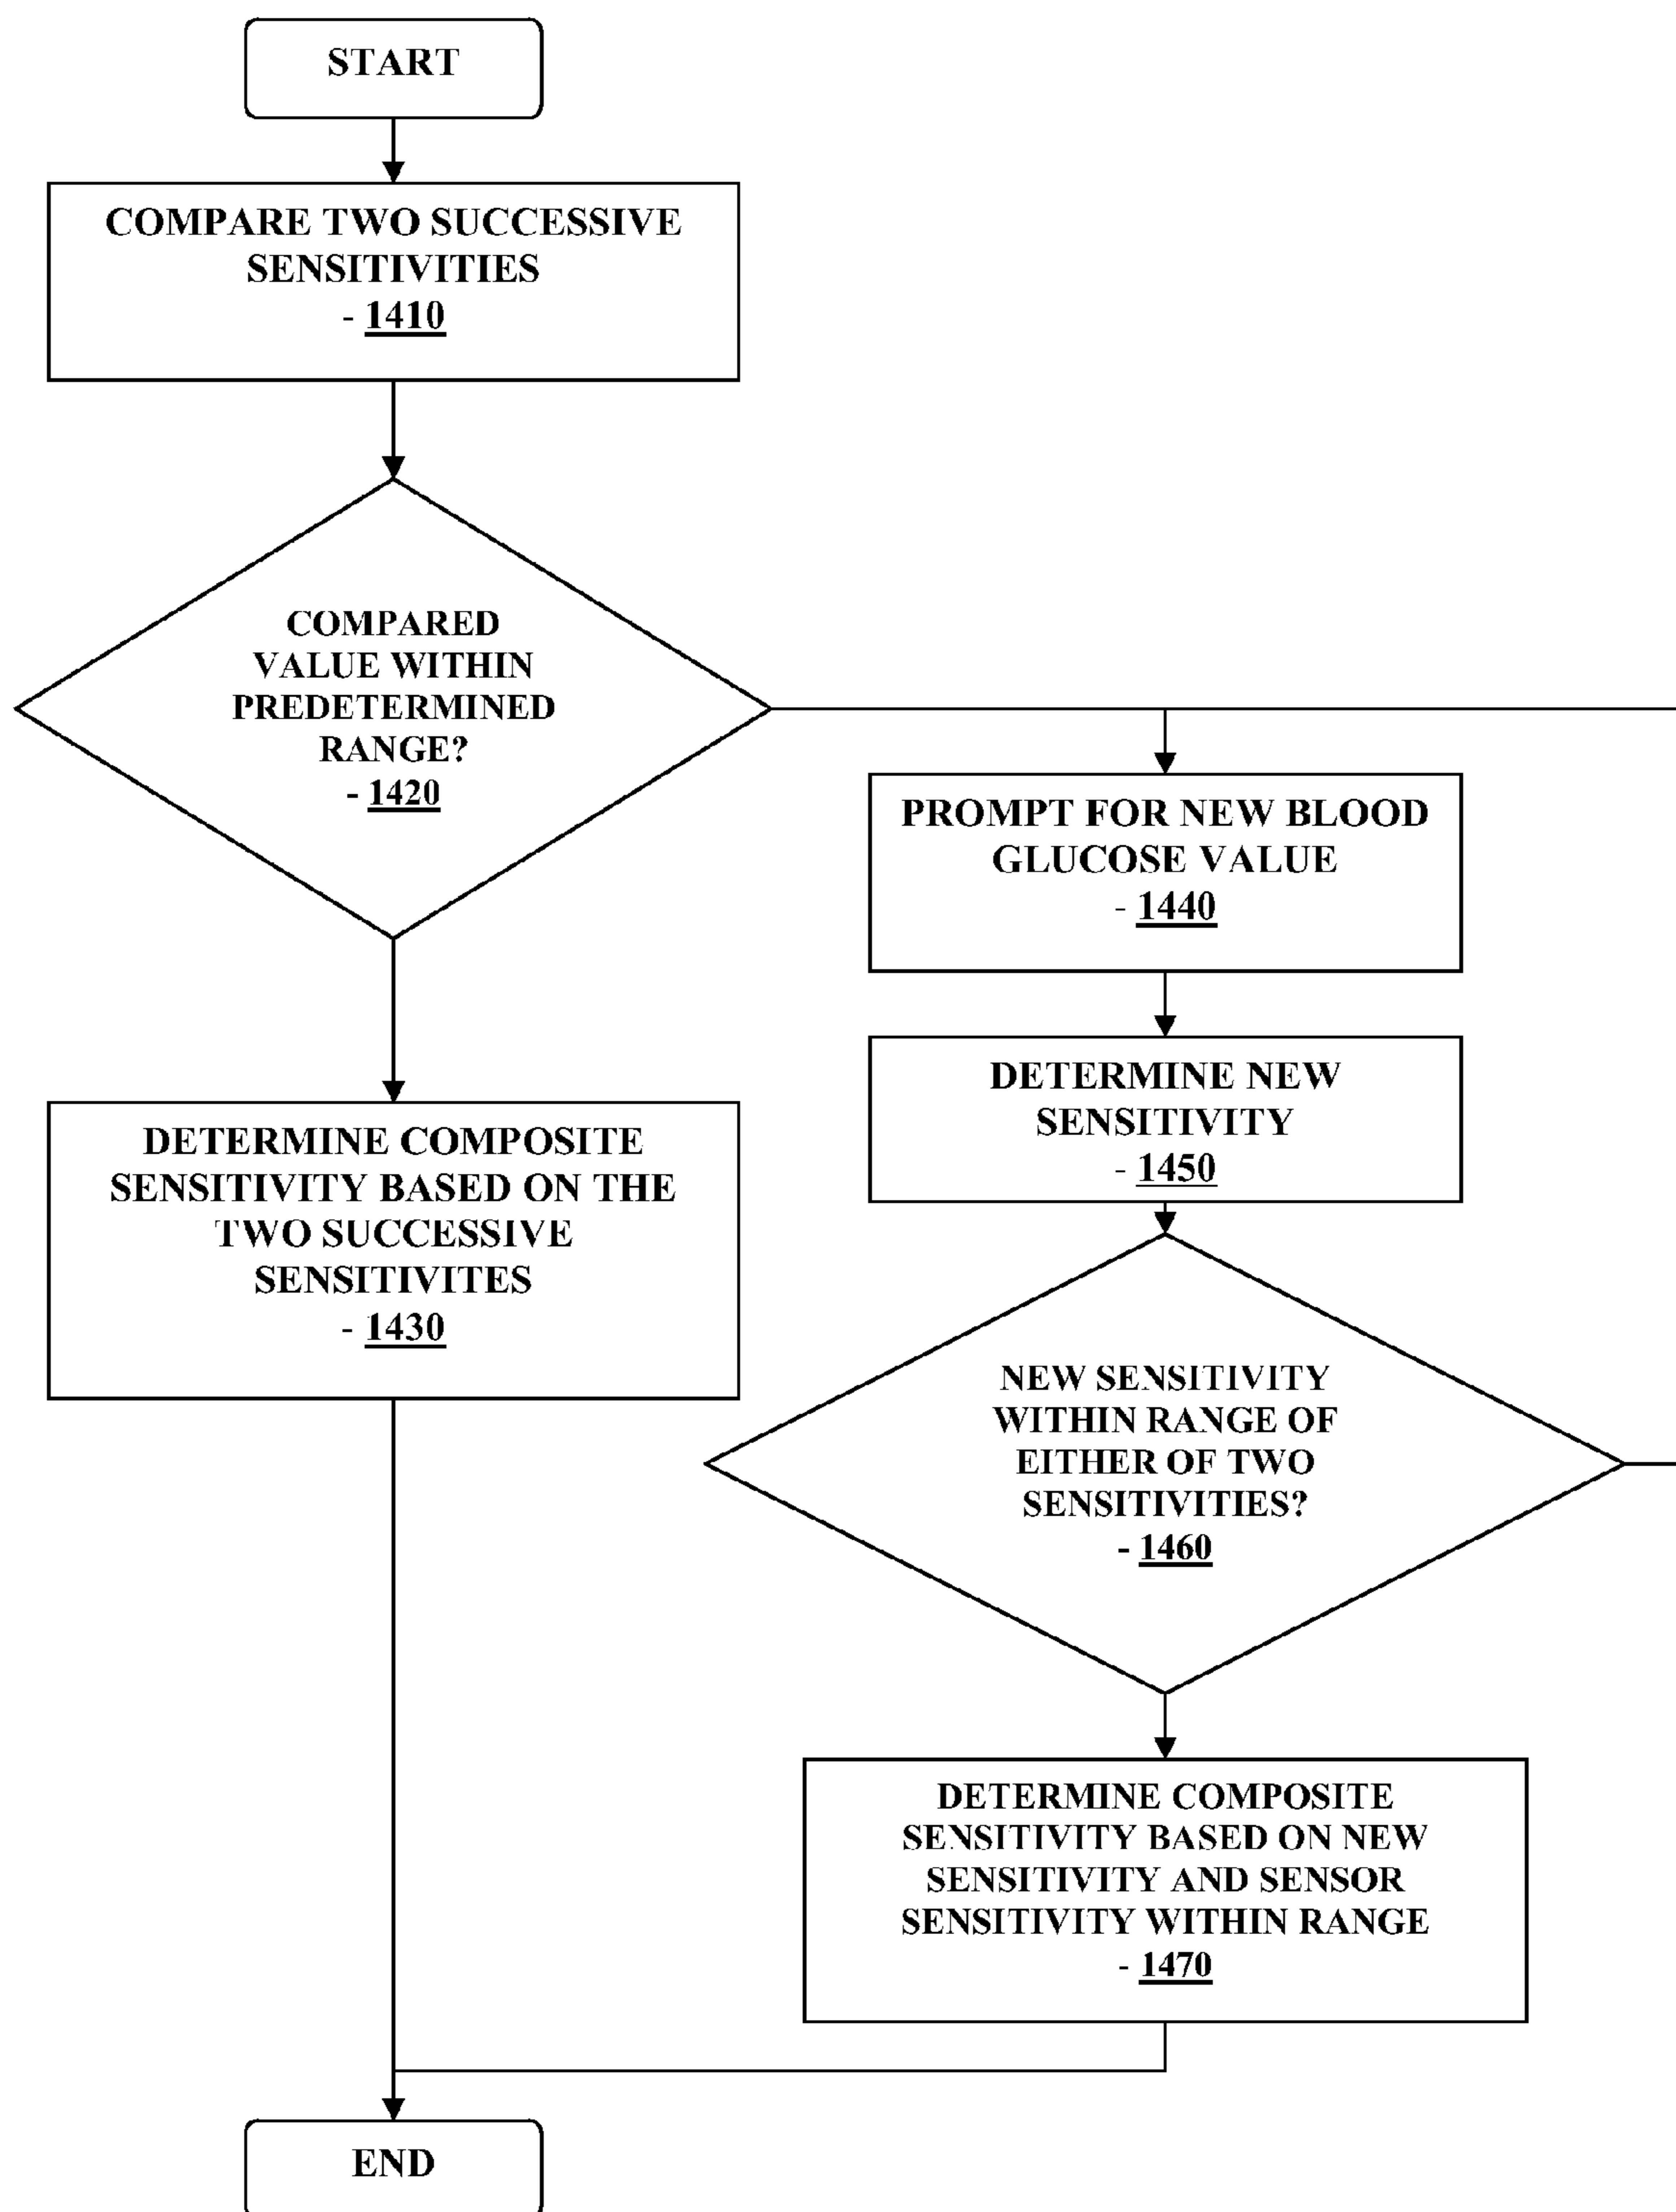 START
COMPARE TWO SUCCESSIVE
SENSITIVITIES
- 1410
COMPARED
VALUE WITHIN
PREDETERMINED
RANGE?
- 1420
DETERMINE COMPOSITE
SENSITIVITY BASED ON THE
TWO SUCCESSIVE
SENSITIVITES
- 1430
PROMPT FOR NEW BLOOD
GLUCOSE VALUE
- 1440
DETERMINE NEW
SENSITIVITY
- 1450
NEW SENSITIVITY
WITHIN RANGE OF
EITHER OF TWO
SENSITIVITIES?
- 1460
DETERMINE COMPOSITE
SENSITIVITY BASED ON NEW
SENSITIVITY AND SENSOR
SENSITIVITY WITHIN RANGE
- 1470
END